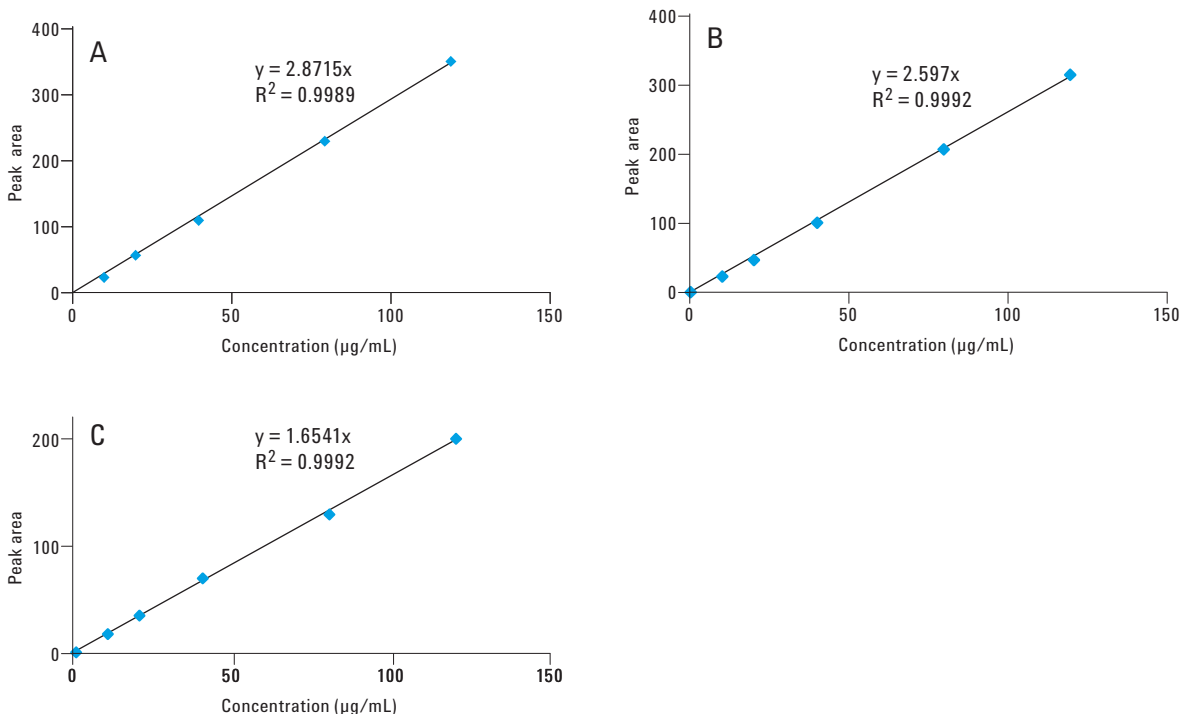 A
y = 2.8715x
R² = 0.9989
400
300
200
100
0
Peak area
0 50 100 150
Concentration (µg/mL)
B
y = 2.597x
R² = 0.9992
400
300
200
100
0
Peak area
0 50 100 150
Concentration (µg/mL)
C
y = 1.6541x
R² = 0.9992
200
100
0
Peak area
0 50 100 150
Concentration (µg/mL)